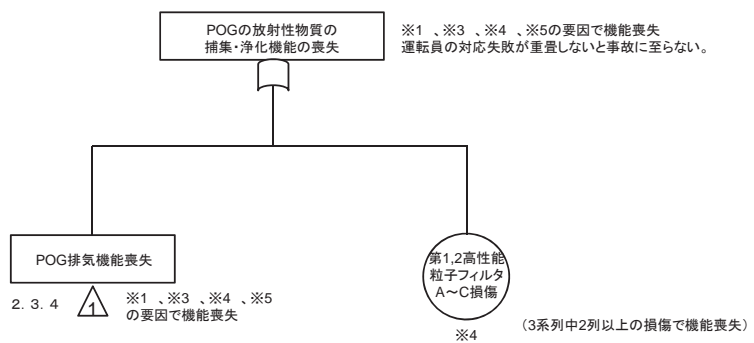 POGの放射性物質の
捕集・浄化機能の喪失
※1 、※3 、※4 、※5の要因で機能喪失
運転員の対応失敗が重畳しないと事故に至らない。
POG排気機能喪失
2. 3. 4
1
※1 、※3 、※4 、※5
の要因で機能喪失
第1,2高性能
粒子フィルタ
A～C損傷
※4
（3系列中2列以上の損傷で機能喪失）